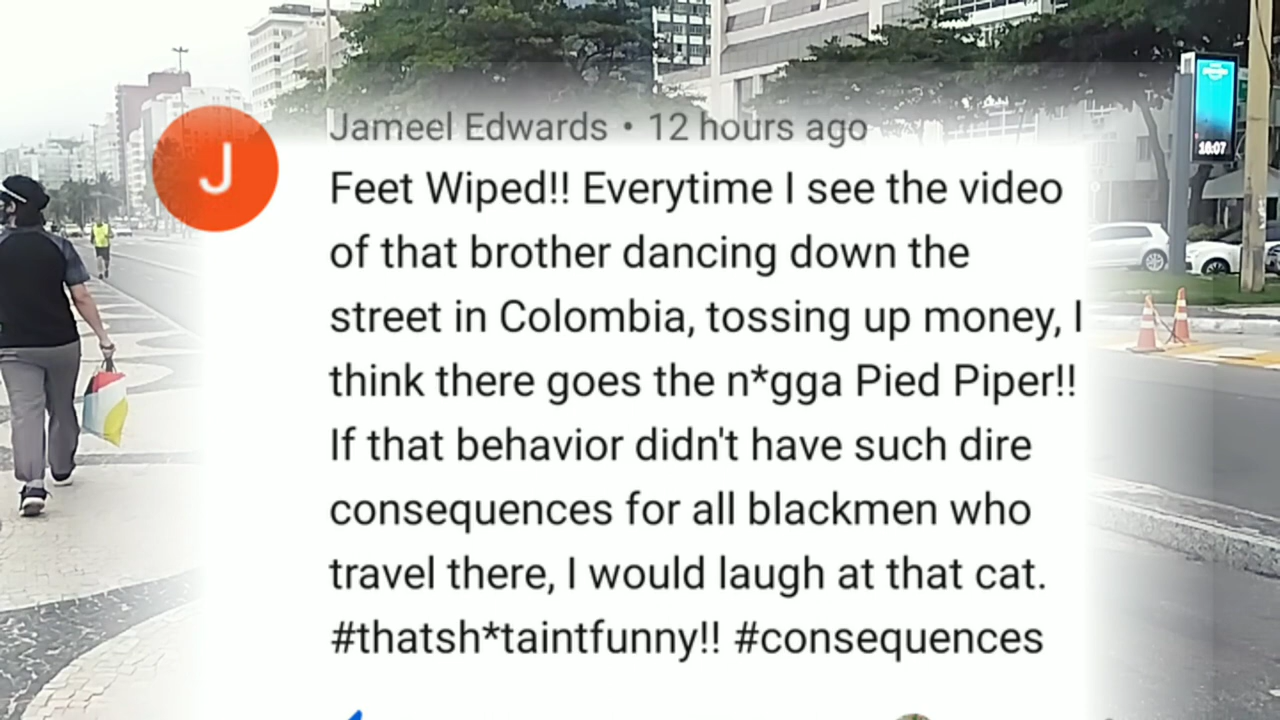 J
Jameel Edwards • 12 hours ago
Feet Wiped!! Everytime I see the video
of that brother dancing down the
street in Colombia, tossing up money, I
think there goes the n*gga Pied Piper!!
If that behavior didn't have such dire
consequences for all blackmen who
travel there, I would laugh at that cat.
#thatsh*taintfunny!! #consequences
16:07